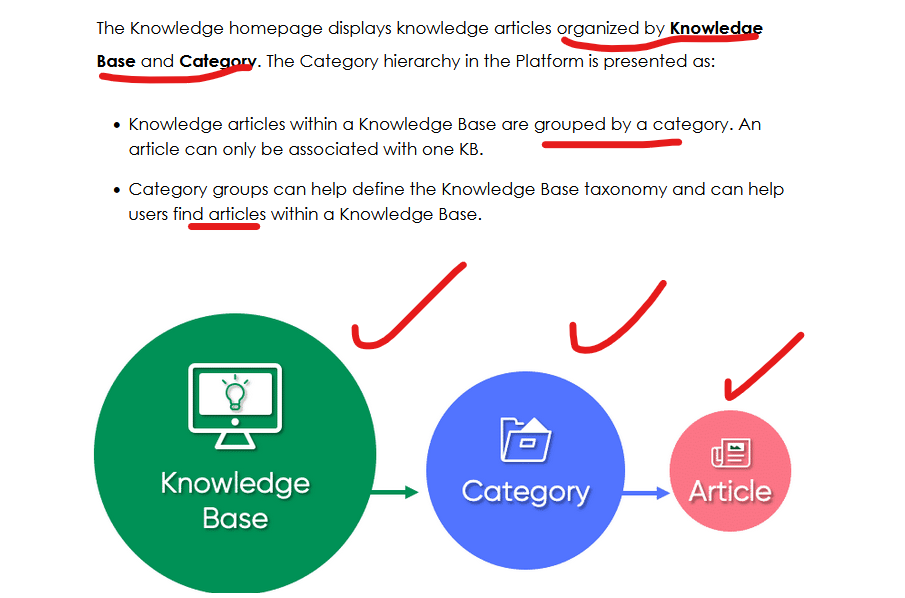 The Knowledge homepage displays knowledge articles organized by Knowledge
Base and Category. The Category hierarchy in the Platform is presented as:
• Knowledge articles within a Knowledge Base are grouped by a category. An
article can only be associated with one KB.
• Category groups can help define the Knowledge Base taxonomy and can help
users find articles within a Knowledge Base.
Knowledge
Base
Category
Article